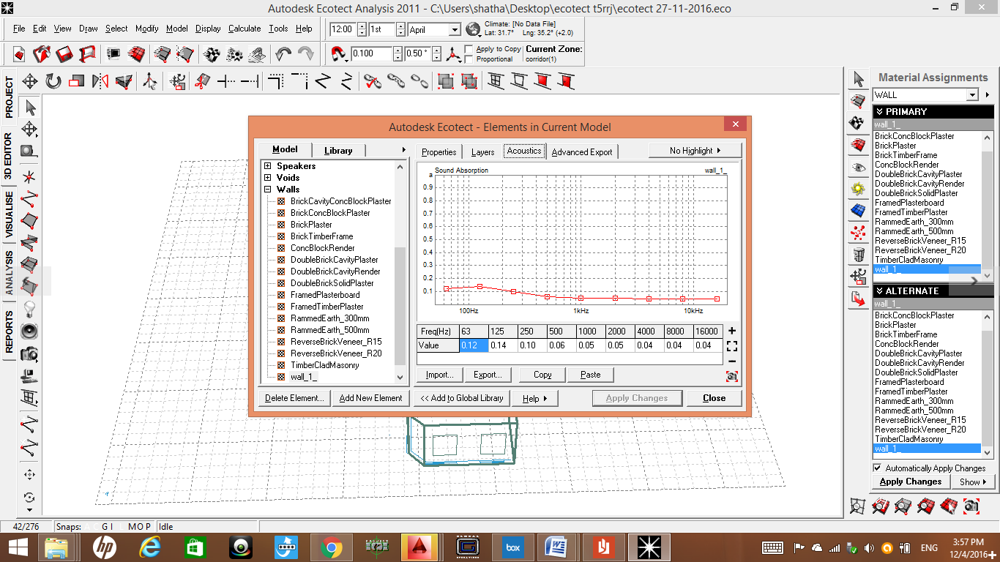 Autodesk Ecotect Analysis 2011 - C:\Users\shatha\Desktop\ecotect t5rrj\ecotect 27-11-2016.eco
File Edit View Draw Select Modify Model Display Calculate Tools Help
12:00 1st April
Climate: [No Data File]
Lat: 31.7° Lng: 35.2° (+2.0)
0.100 0.50 °
Apply to Copy
Proportional
Current Zone:
corridor(1)
PROJECT
3D EDITOR
VISUALISE
ANALYSIS
REPORTS
Autodesk Ecotect - Elements in Current Model
Model Library
Speakers
Voids
Walls
BrickCavityConcBlockPlaster
BrickConcBlockPlaster
BrickPlaster
BrickTimberFrame
ConcBlockRender
DoubleBrickCavityPlaster
DoubleBrickCavityRender
DoubleBrickSolidPlaster
FramedPlasterboard
FramedTimberPlaster
RammedEarth_300mm
RammedEarth_500mm
ReverseBrickVeneer_R15
ReverseBrickVeneer_R20
TimberCladMasonry
wall_1_
Properties Layers Acoustics Advanced Export No Highlight
a Sound Absorption wall_1_
0.9
0.8
0.7
0.6
0.5
0.4
0.3
0.2
0.1
100Hz 1kHz 10kHz
Freq(Hz) 63 125 250 500 1000 2000 4000 8000 16000
Value 0.12 0.14 0.10 0.06 0.05 0.05 0.04 0.04 0.04
Import... Export... Copy Paste
Delete Element... Add New Element << Add to Global Library Help Apply Changes Close
Material Assignments
WALL
PRIMARY
wall_1_
BrickConcBlockPlaster
BrickPlaster
BrickTimberFrame
ConcBlockRender
DoubleBrickCavityPlaster
DoubleBrickCavityRender
DoubleBrickSolidPlaster
FramedPlasterboard
FramedTimberPlaster
RammedEarth_300mm
RammedEarth_500mm
ReverseBrickVeneer_R15
ReverseBrickVeneer_R20
TimberCladMasonry
wall_1_
ALTERNATE
wall_1_
BrickConcBlockPlaster
BrickPlaster
BrickTimberFrame
ConcBlockRender
DoubleBrickCavityPlaster
DoubleBrickCavityRender
DoubleBrickSolidPlaster
FramedPlasterboard
FramedTimberPlaster
RammedEarth_300mm
RammedEarth_500mm
ReverseBrickVeneer_R15
ReverseBrickVeneer_R20
TimberCladMasonry
wall_1_
Automatically Apply Changes
Apply Changes Show
42/276 Snaps: A C G I L M O P Idle
hp
box
ENG
3:57 PM
12/4/2016